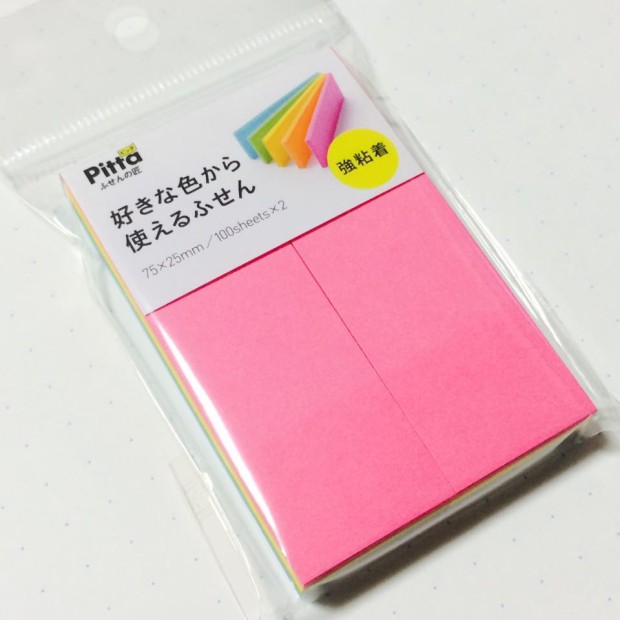 Pitta
ふせんの匠
好きな色から
使えるふせん
75×25mm/100sheets×2
強粘着